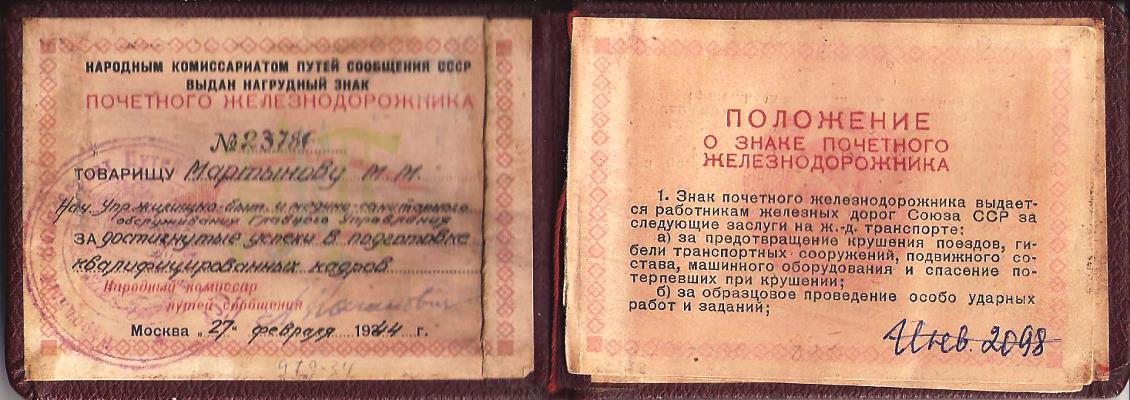 НАРОДНЫМ КОМИССАРИАТОМ ПУТЕЙ СООБЩЕНИЯ СССР
ВЫДАН НАГРУДНЫЙ ЗНАК
ПОЧЕТНОГО ЖЕЛЕЗНОДОРОЖНИКА
№ 23786
ТОВАРИЩУ Мартынову М. М.
Нач. Упр. жилищно-быт. и медико-санитарного
обслуживания Главного Управления
ЗА достигнутые успехи в подготовке
квалифицированных кадров
Народный комиссар
путей сообщения
Москва „27" февраля 1944 г.
ПОЛОЖЕНИЕ
О ЗНАКЕ ПОЧЕТНОГО
ЖЕЛЕЗНОДОРОЖНИКА
1. Знак почетного железнодорожника выдает-
ся работникам железных дорог Союза ССР за
следующие заслуги на ж.-д. транспорте:
а) за предотвращение крушения поездов, ги-
бели транспортных сооружений, подвижного со-
става, машинного оборудования и спасение по-
терпевших при крушении;
б) за образцовое проведение особо ударных
работ и заданий;
Инв. 2098